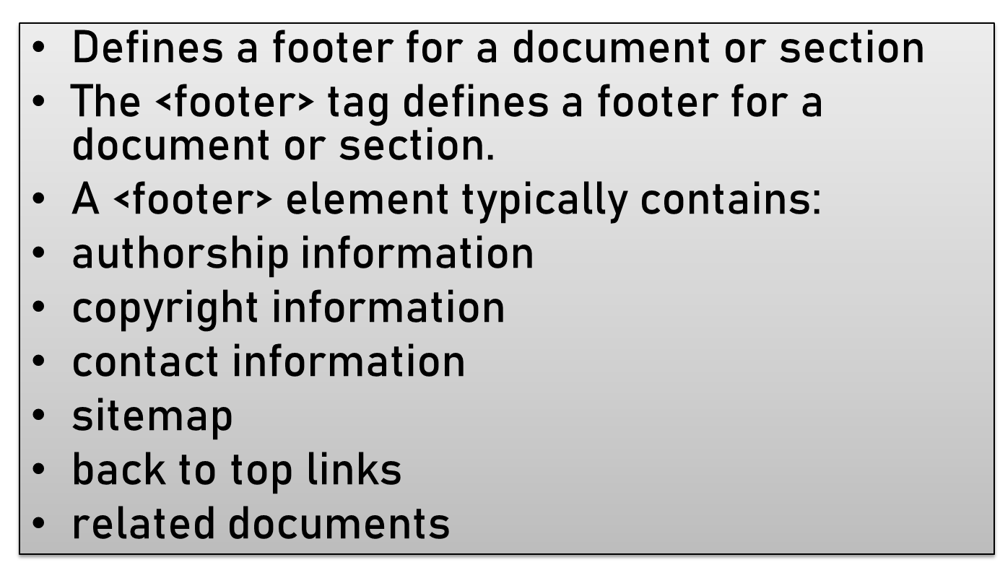 • Defines a footer for a document or section
• The <footer> tag defines a footer for a
document or section.
• A <footer> element typically contains:
• authorship information
• copyright information
• contact information
• sitemap
• back to top links
• related documents